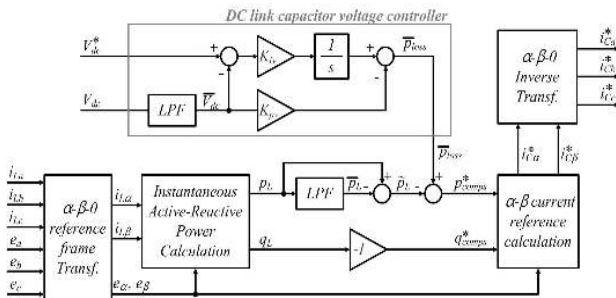 DC link capacitor voltage controller
V*dc
+
-
Kiv
1
s
+
-
p̅loss
Vdc
LPF
V̅dc
Kpv
α-β-0
Inverse
Transf.
i*Ca
i*Cb
i*Cc
i*Cα
i*Cβ
p̅loss
iLa
iLb
iLc
ea
eb
ec
α-β-0
reference
frame
Transf.
iLα
iLβ
eα, eβ
Instantaneous
Active-Reactive
Power
Calculation
pL
LPF
p̅L
-
+
p̃L
-
+
p*comps
qL
-1
q*comps
α-β current
reference
calculation